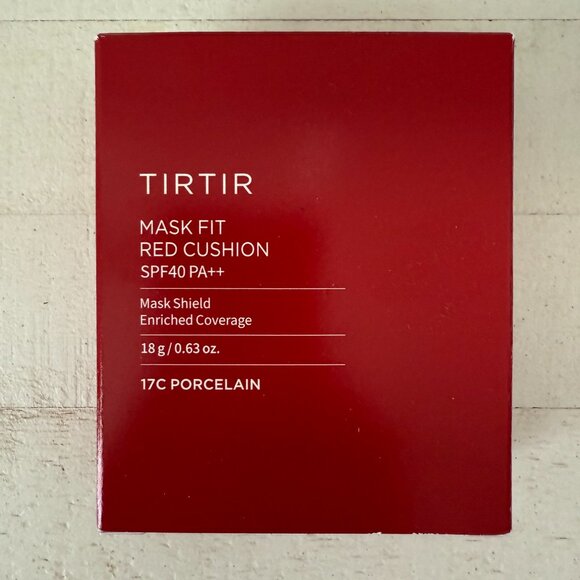 TIRTIR
MASK FIT
RED CUSHION
SPF40 PA++
Mask Shield
Enriched Coverage
18 g / 0.63 oz.
17C PORCELAIN